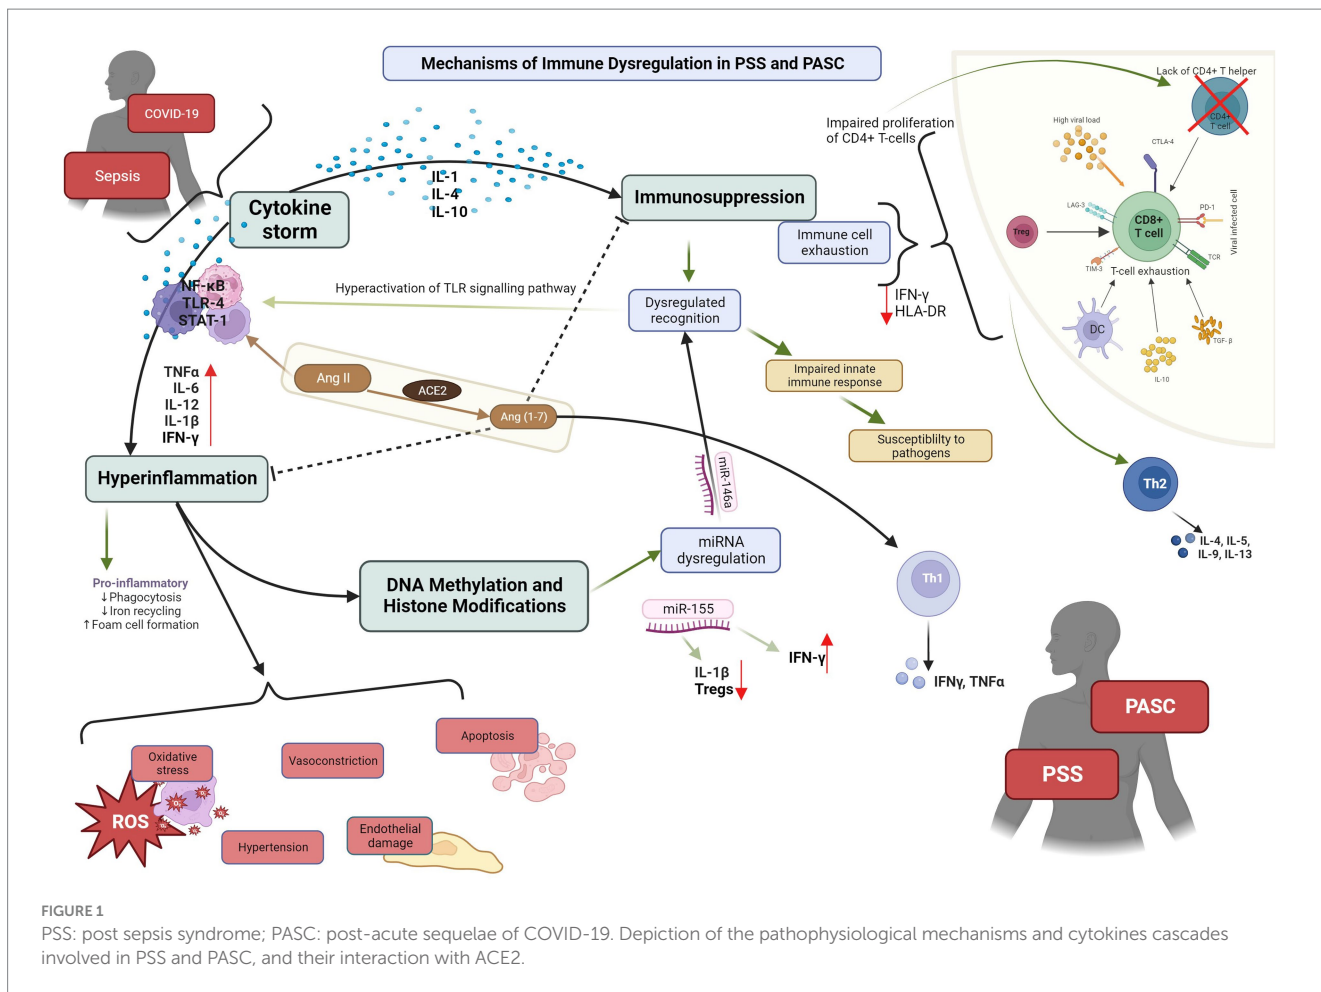 Mechanisms of Immune Dysregulation in PSS and PASC
COVID-19
Sepsis
Cytokine
storm
IL-1
IL-4
IL-10
Immunosuppression
Immune cell
exhaustion
Impaired proliferation
of CD4+ T-cells
IFN-γ
HLA-DR
Lack of CD4+ T helper
CD4+
T cell
High viral load
CTLA-4
LAG-3
PD-1
CD8+
T cell
Viral infected cell
Treg
TIM-3
TCR
T-cell exhaustion
DC
IL-10
TGF-β
NF-κB
TLR-4
STAT-1
Hyperactivation of TLR signalling pathway
Dysregulated
recognition
Impaired innate
immune response
Susceptiblilty to
pathogens
Ang II
ACE2
Ang (1-7)
TNFα
IL-6
IL-12
IL-1β
IFN-γ
Hyperinflammation
Pro-inflammatory
↓Phagocytosis
↓Iron recycling
↑Foam cell formation
DNA Methylation and
Histone Modifications
miR-146a
miRNA
dysregulation
miR-155
IL-1β
Tregs
IFN-γ
Th1
IFNγ, TNFα
Th2
IL-4, IL-5,
IL-9, IL-13
Oxidative
stress
ROS
O₂
O₂
O₂
O₂
O₂
Vasoconstriction
Apoptosis
Hypertension
Endothelial
damage
PASC
PSS
FIGURE 1
PSS: post sepsis syndrome; PASC: post-acute sequelae of COVID-19. Depiction of the pathophysiological mechanisms and cytokines cascades
involved in PSS and PASC, and their interaction with ACE2.